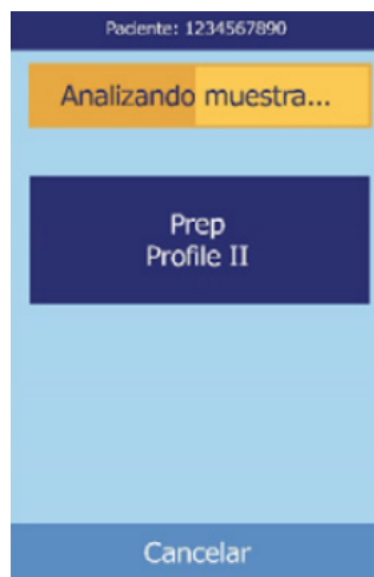 Paciente: 1234567890
Analizando muestra...
Prep
Profile II
Cancelar